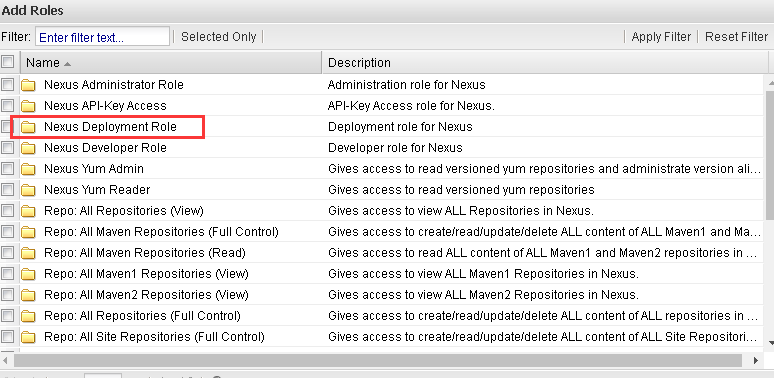 Add Roles
Filter: Enter filter text... Selected Only Apply Filter Reset Filter
Name Description
Nexus Administrator Role Administration role for Nexus
Nexus API-Key Access API-Key Access role for Nexus.
Nexus Deployment Role Deployment role for Nexus
Nexus Developer Role Developer role for Nexus
Nexus Yum Admin Gives access to read versioned yum repositories and administrate version ali...
Nexus Yum Reader Gives access to read versioned yum repositories
Repo: All Repositories (View) Gives access to view ALL Repositories in Nexus.
Repo: All Maven Repositories (Full Control) Gives access to create/read/update/delete ALL content of ALL Maven1 and Ma...
Repo: All Maven Repositories (Read) Gives access to read ALL content of ALL Maven1 and Maven2 repositories in ...
Repo: All Maven1 Repositories (View) Gives access to view ALL Maven1 Repositories in Nexus.
Repo: All Maven2 Repositories (View) Gives access to view ALL Maven2 Repositories in Nexus.
Repo: All Repositories (Full Control) Gives access to create/read/update/delete ALL content of ALL repositories in ...
Repo: All Site Repositories (Full Control) Gives access to create/read/update/delete ALL content of ALL Site Repositori...